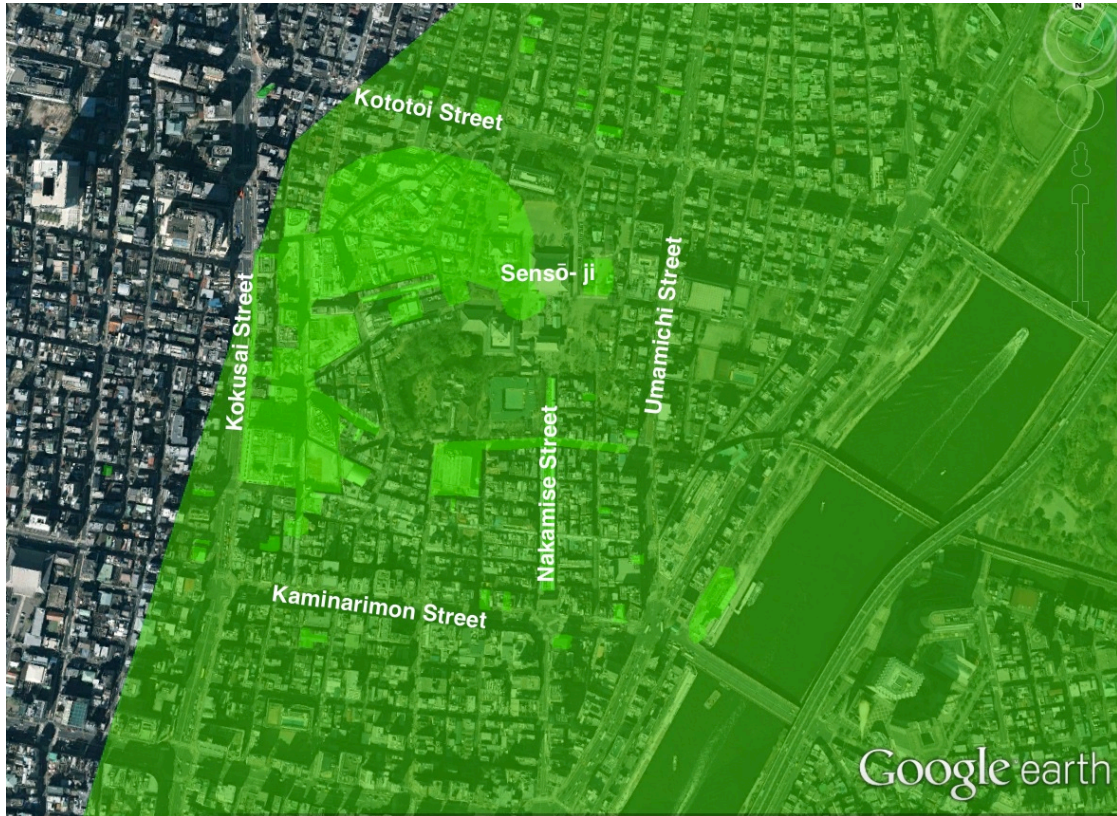 N
Kototoi Street
Sensō- ji
Kokusai Street
Umamichi Street
Nakamise Street
Kaminarimon Street
Google earth